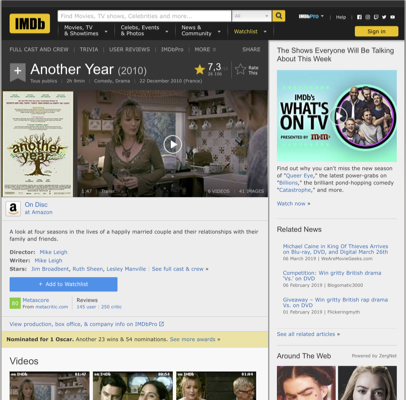 IMDb
Find Movies, TV shows, Celebrities and more...
All
IMDbPro
Help
Movies, TV
& Showtimes
Celebs, Events
& Photos
News &
Community
Watchlist
Sign in
FULL CAST AND CREW | TRIVIA | USER REVIEWS | IMDbPro | MORE
SHARE
Another Year (2010)
Tous publics | 2h 9min | Comedy, Drama | 22 December 2010 (France)
7,3
Rate
This
another
year
1:47 | Trailer
6 VIDEOS | 41 IMAGES
On Disc
at Amazon
A look at four seasons in the lives of a happily married couple and their relationships with their
family and friends.
Director: Mike Leigh
Writer: Mike Leigh
Stars: Jim Broadbent, Ruth Sheen, Lesley Manville | See full cast & crew »
+ Add to Watchlist
80
Metascore
From metacritic.com
Reviews
145 user | 250 critic
View production, box office, & company info on IMDbPro
Nominated for 1 Oscar. Another 23 wins & 54 nominations. See more awards »
Videos
The Shows Everyone Will Be Talking
About This Week
IMDb's
WHAT'S
ON TV
PRESENTED BY m&m's
Find out why you can't miss the new season
of "Queer Eye," the latest power-grabs on
"Billions," the brilliant pond-hopping comedy
"Catastrophe," and more.
Watch now »
Related News
Michael Caine in King Of Thieves Arrives
on Blu-ray, DVD, and Digital March 26th
06 March 2019 | WeAreMovieGeeks.com
Competition: Win gritty British drama
'Vs.' on DVD
06 February 2019 | Blogomatic3000
Giveaway – Win gritty British rap drama
Vs. on DVD
01 February 2019 | Flickeringmyth
See all related articles »
Around The Web
Powered by ZergNet